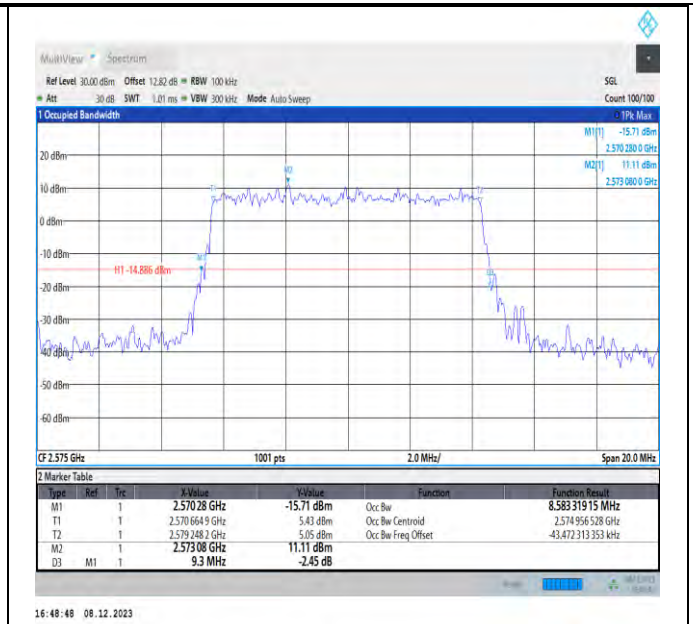 MultiView Spectrum
Ref Level 30.00 dBm Offset 12.82 dB RBW 100 kHz SGL
Att 30 dB SWT 1.01 ms VBW 300 kHz Mode Auto Sweep Count 100/100
1 Occupied Bandwidth 1Pk Max
M1[1] -15.71 dBm
2.570 280 0 GHz
M2[1] 11.11 dBm
2.573 080 0 GHz
20 dBm
M2
10 dBm
T1
0 dBm
-10 dBm
M1
H1 -14.886 dBm
-20 dBm
-30 dBm
-40 dBm
-50 dBm
-60 dBm
CF 2.575 GHz 1001 pts 2.0 MHz/ Span 20.0 MHz
2 Marker Table
Type Ref Trc X-Value Y-Value Function Function Result
M1 1 2.570 28 GHz -15.71 dBm Occ Bw 8.583 319 15 MHz
T1 1 2.570 664 9 GHz 5.43 dBm Occ Bw Centroid 2.574 956 528 GHz
T2 1 2.579 248 2 GHz 5.05 dBm Occ Bw Freq Offset -43.472 313 353 kHz
M2 1 2.573 08 GHz 11.11 dBm
D3 M1 1 9.3 MHz -2.45 dB
16:48:48 08.12.2023